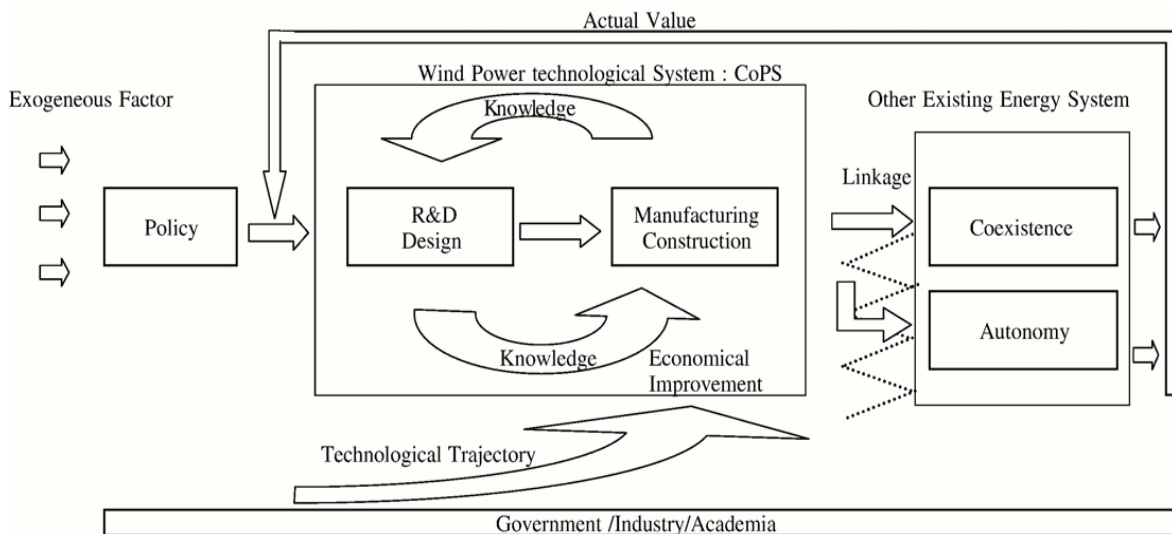 Actual Value
Wind Power technological System : CoPS
Exogeneous Factor
Other Existing Energy System
Knowledge
Linkage
Policy
R&D
Design
Manufacturing
Construction
Coexistence
Autonomy
Knowledge
Economical
Improvement
Technological Trajectory
Government /Industry/Academia